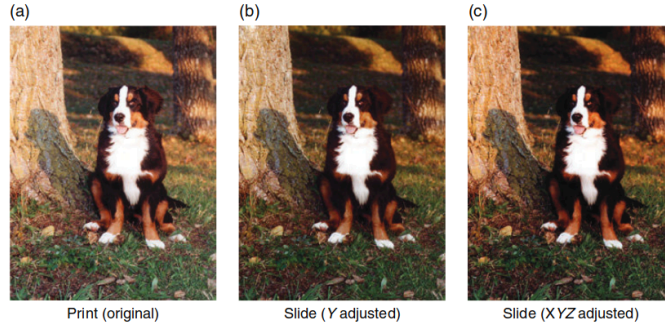 (a)
(b)
(c)
Print (original)
Slide (Y adjusted)
Slide (XYZ adjusted)